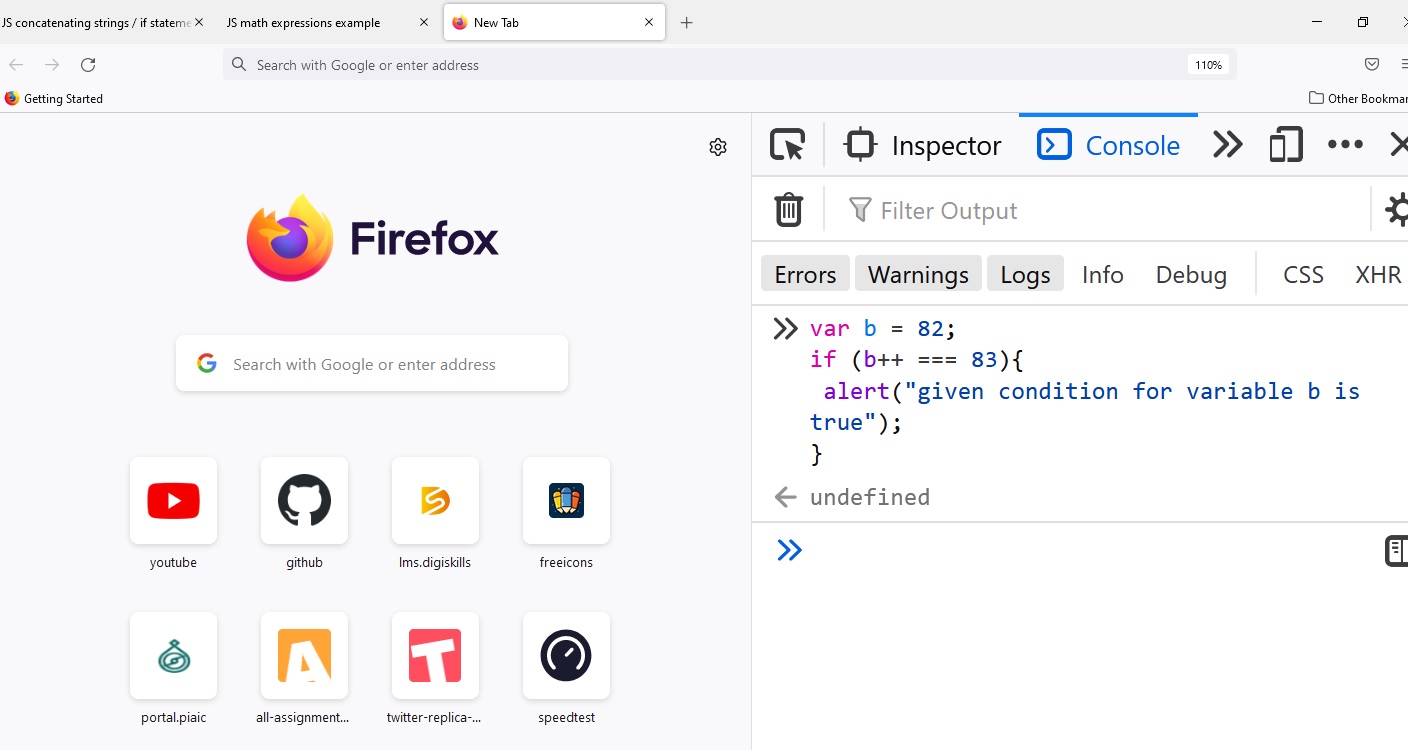 JS concatenating strings / if stateme
JS math expressions example
New Tab
Search with Google or enter address
110%
Getting Started
Other Bookmar
Inspector
Console
Filter Output
Errors
Warnings
Logs
Info
Debug
CSS
XHR
Firefox
Search with Google or enter address
youtube
github
lms.digiskills
freeicons
portal.piaic
all-assignment...
twitter-replica-...
speedtest
var b = 82;
if (b++ === 83){
alert("given condition for variable b is
true");
}
undefined